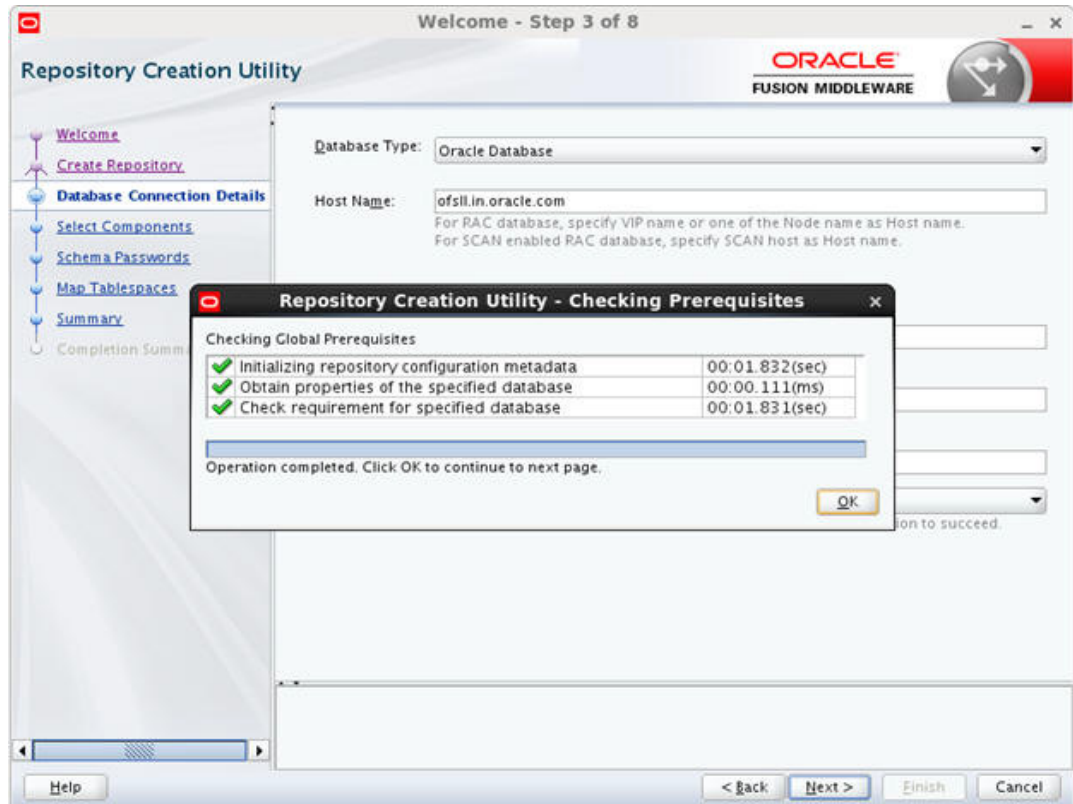 Welcome - Step 3 of 8
Repository Creation Utility
ORACLE
FUSION MIDDLEWARE
Welcome
Create Repository
Database Connection Details
Select Components
Schema Passwords
Map Tablespaces
Summary
Completion Summ
Database Type:
Oracle Database
Host Name:
ofsll.in.oracle.com
For RAC database, specify VIP name or one of the Node name as Host name.
For SCAN enabled RAC database, specify SCAN host as Host name.
Repository Creation Utility - Checking Prerequisites
Checking Global Prerequisites
Initializing repository configuration metadata 00:01.832(sec)
Obtain properties of the specified database 00:00.111(ms)
Check requirement for specified database 00:01.831(sec)
Operation completed. Click OK to continue to next page.
OK
ion to succeed.
Help
< Back
Next >
Finish
Cancel